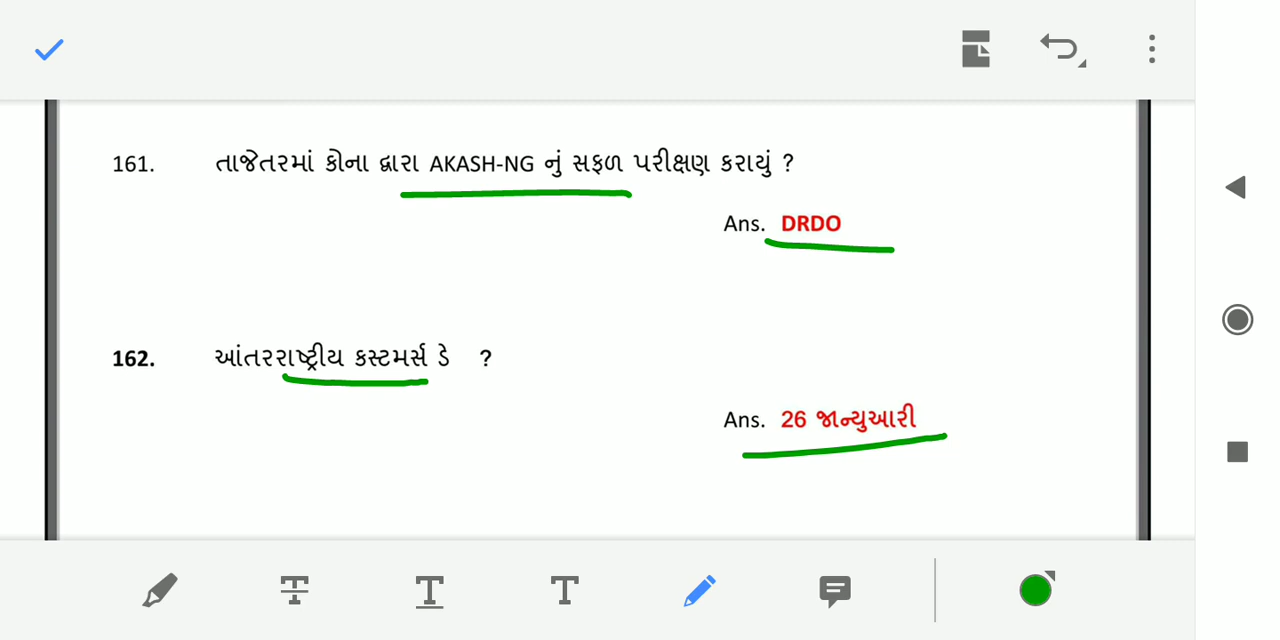 161. તાજેતરમાં કોના દ્વારા AKASH-NG નું સફળ પરીક્ષણ કરાયું ?
Ans. DRDO
162. આંતરરાષ્ટ્રીય કસ્ટમર્સ ડે ?
Ans. 26 જાન્યુઆરી